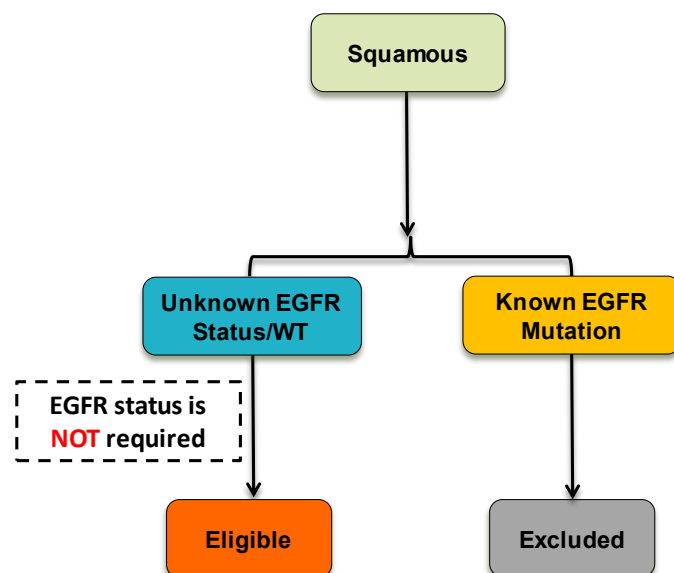 Squamous
Unknown EGFR
Status/WT
Known EGFR
Mutation
EGFR status is
NOT required
Eligible
Excluded